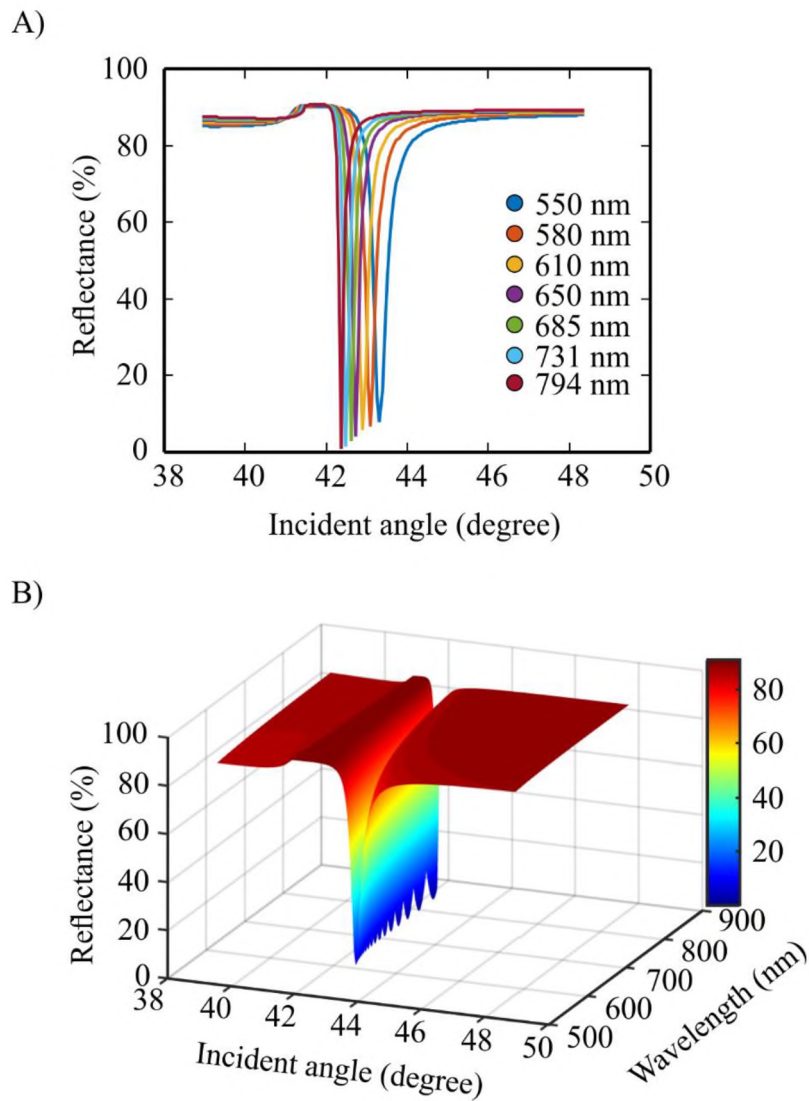 A)
100
80
60
40
20
0
Reflectance (%)
550 nm
580 nm
610 nm
650 nm
685 nm
731 nm
794 nm
38 40 42 44 46 48 50
Incident angle (degree)
B)
100
80
60
40
20
0
Reflectance (%)
80
60
40
20
38 40 42 44 46 48 50
Incident angle (degree)
500 600 700 800 900
Wavelength (nm)